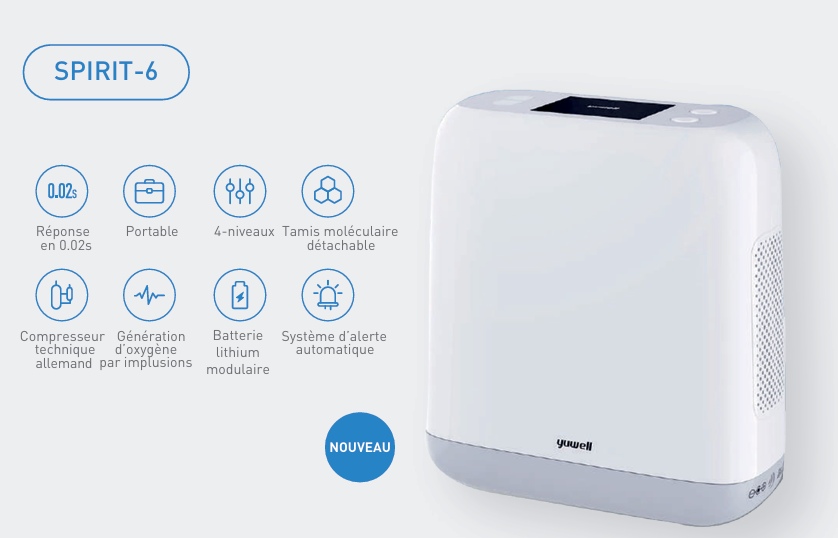 SPIRIT-6
0.02s
Réponse
en 0.02s
Portable
4-niveaux
Tamis moléculaire
détachable
Compresseur
technique
allemand
Génération
d'oxygène
par implusions
Batterie
lithium
modulaire
Système d'alerte
automatique
NOUVEAU
yuwell
yuwell